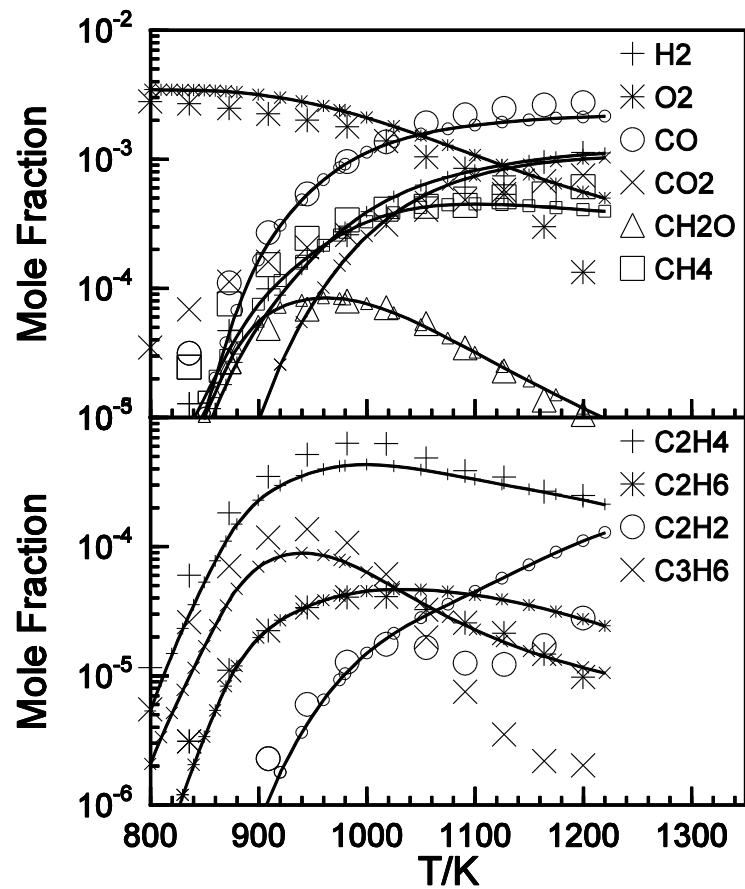 10-2
H2
O2
10-3
CO
CO2
CH2O
10-4
CH4
Mole Fraction
10-5
C2H4
C2H6
10-4
C2H2
C3H6
10-5
Mole Fraction
10-6
800 900 1000 1100 1200 1300
T/K